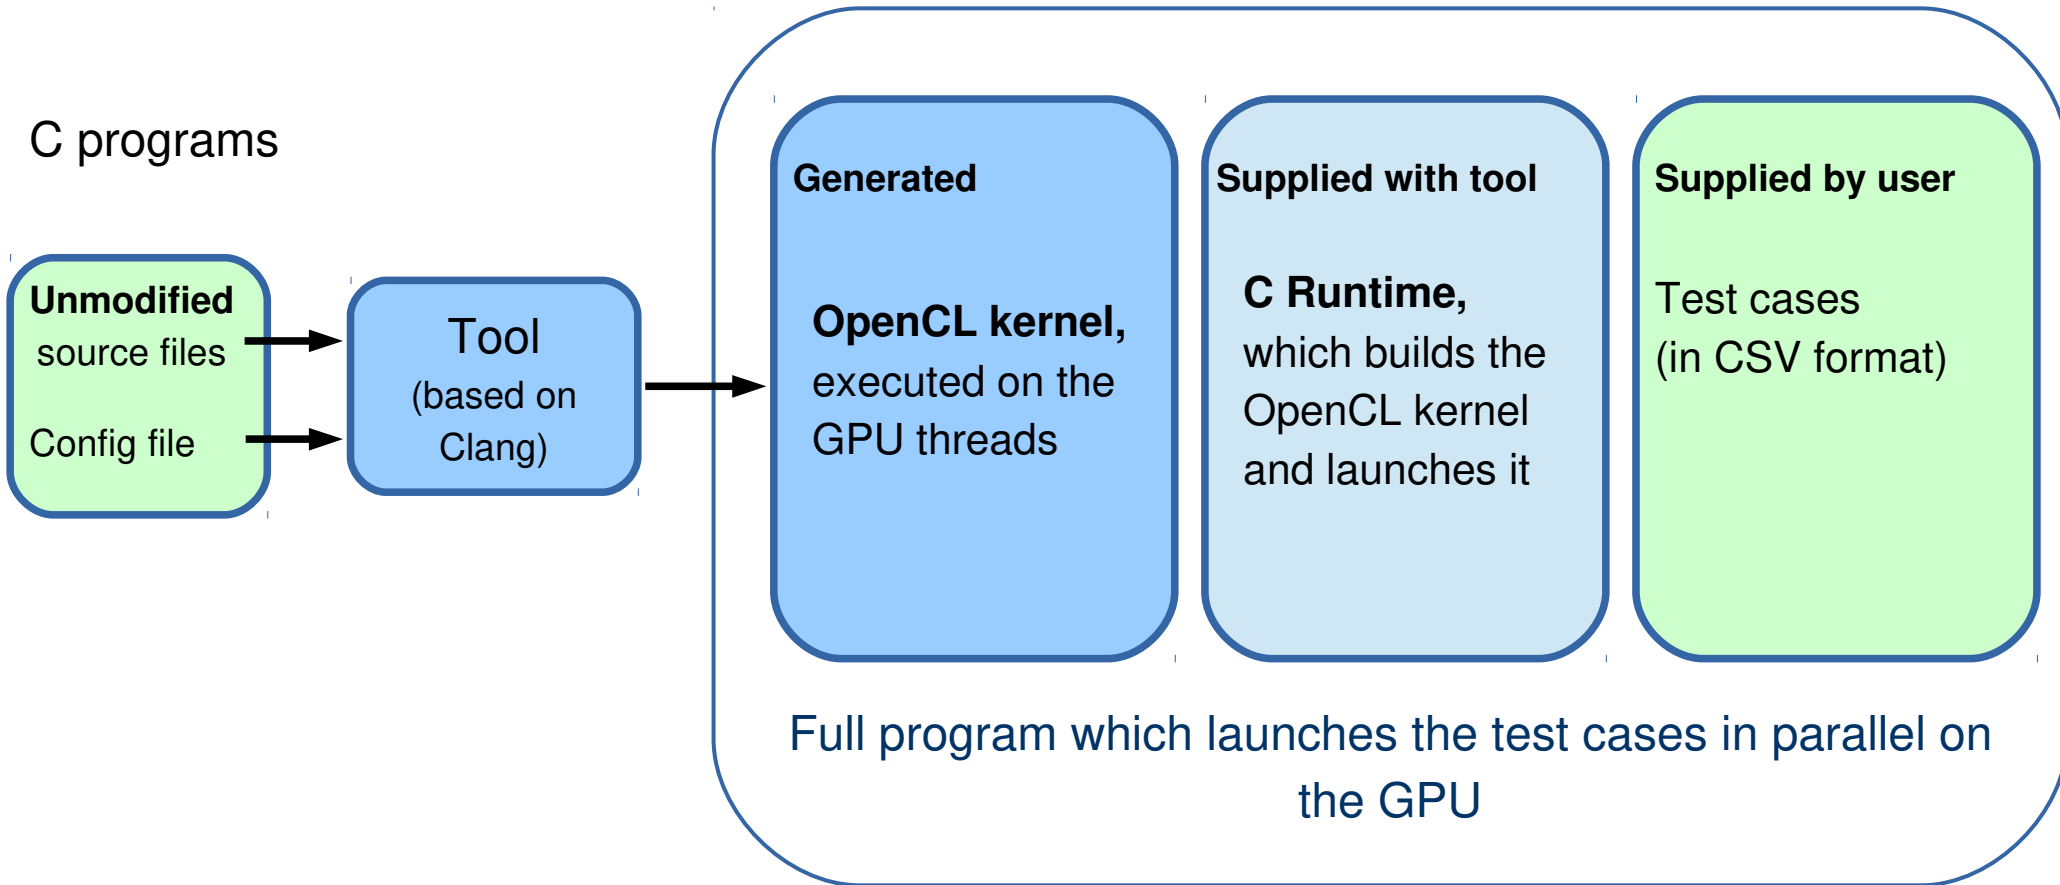 C programs
Unmodified
source files
Config file
Tool
(based on
Clang)
Generated
OpenCL kernel,
executed on the
GPU threads
Supplied with tool
C Runtime,
which builds the
OpenCL kernel
and launches it
Supplied by user
Test cases
(in CSV format)
Full program which launches the test cases in parallel on
the GPU